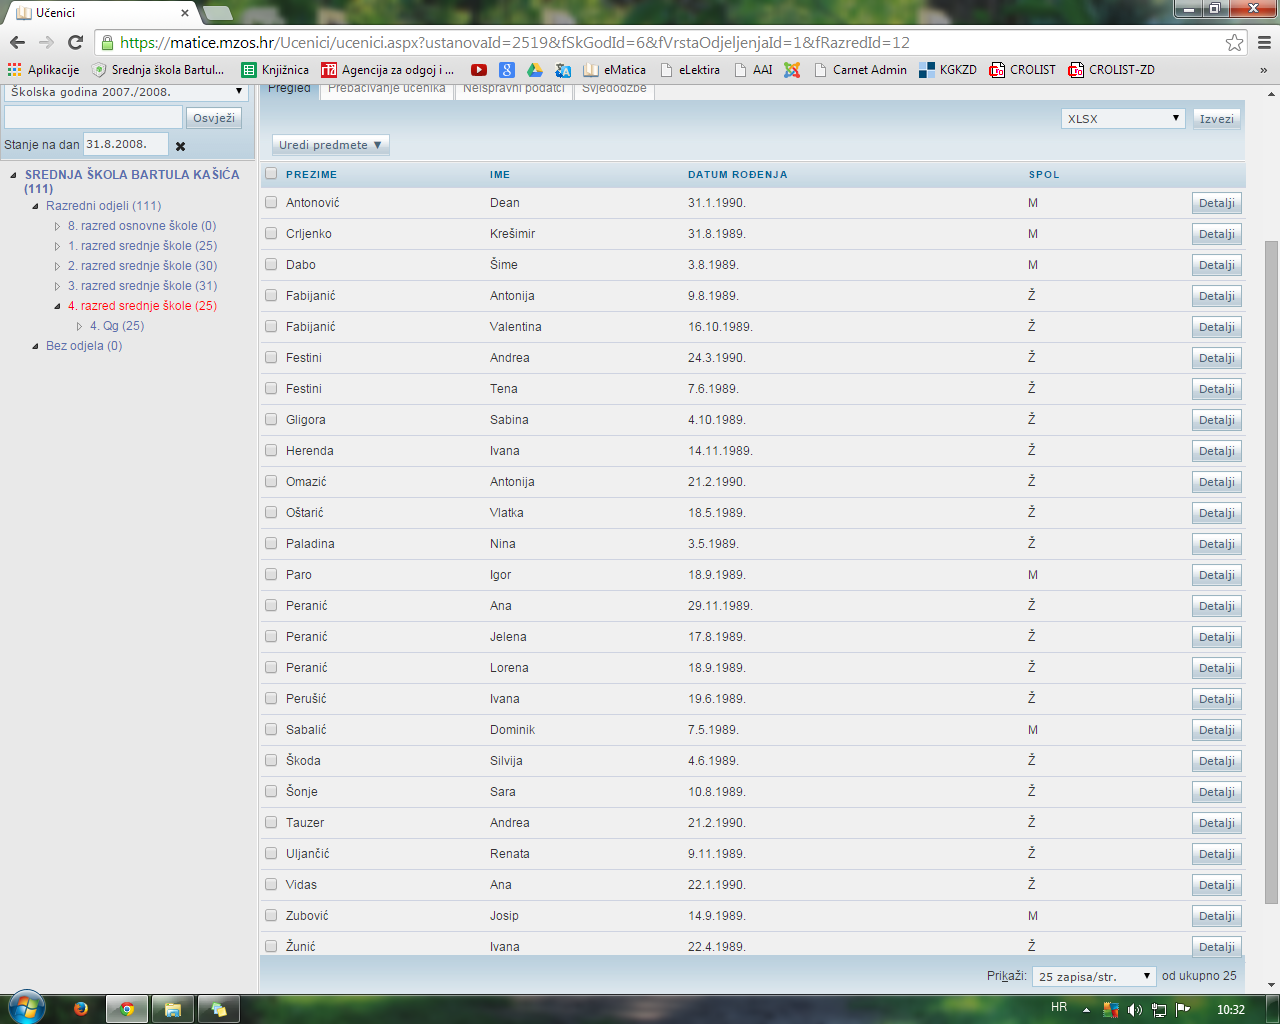 Učenici
https://matice.mzos.hr/Ucenici/ucenici.aspx?ustanovaId=2519&fSkGodId=6&fVrstaOdjeljenjaId=1&fRazredId=12
Aplikacije Srednja škola Bartul... Knjižnica Agencija za odgoj i ... eMatica eLektira AAI Carnet Admin KGKZD CROLIST CROLIST-ZD »
Školska godina 2007./2008.
Osvježi
Stanje na dan 31.8.2008.
SREDNJA ŠKOLA BARTULA KAŠIĆA
(111)
Razredni odjeli (111)
8. razred osnovne škole (0)
1. razred srednje škole (25)
2. razred srednje škole (30)
3. razred srednje škole (31)
4. razred srednje škole (25)
4. Qg (25)
Bez odjela (0)
Pregled Prebacivanje učenika Neispravni podatci Svjedodžbe
XLSX Izvezi
Uredi predmete ▼
PREZIME IME DATUM ROĐENJA SPOL
Antonović Dean 31.1.1990. M Detalji
Crljenko Krešimir 31.8.1989. M Detalji
Dabo Šime 3.8.1989. M Detalji
Fabijanić Antonija 9.8.1989. Ž Detalji
Fabijanić Valentina 16.10.1989. Ž Detalji
Festini Andrea 24.3.1990. Ž Detalji
Festini Tena 7.6.1989. Ž Detalji
Gligora Sabina 4.10.1989. Ž Detalji
Herenda Ivana 14.11.1989. Ž Detalji
Omazić Antonija 21.2.1990. Ž Detalji
Oštarić Vlatka 18.5.1989. Ž Detalji
Paladina Nina 3.5.1989. Ž Detalji
Paro Igor 18.9.1989. M Detalji
Peranić Ana 29.11.1989. Ž Detalji
Peranić Jelena 17.8.1989. Ž Detalji
Peranić Lorena 18.9.1989. Ž Detalji
Perušić Ivana 19.6.1989. Ž Detalji
Sabalić Dominik 7.5.1989. M Detalji
Škoda Silvija 4.6.1989. Ž Detalji
Šonje Sara 10.8.1989. Ž Detalji
Tauzer Andrea 21.2.1990. Ž Detalji
Uljančić Renata 9.11.1989. Ž Detalji
Vidas Ana 22.1.1990. Ž Detalji
Zubović Josip 14.9.1989. M Detalji
Žunić Ivana 22.4.1989. Ž Detalji
Prikaži: 25 zapisa/str. od ukupno 25
HR 10:32